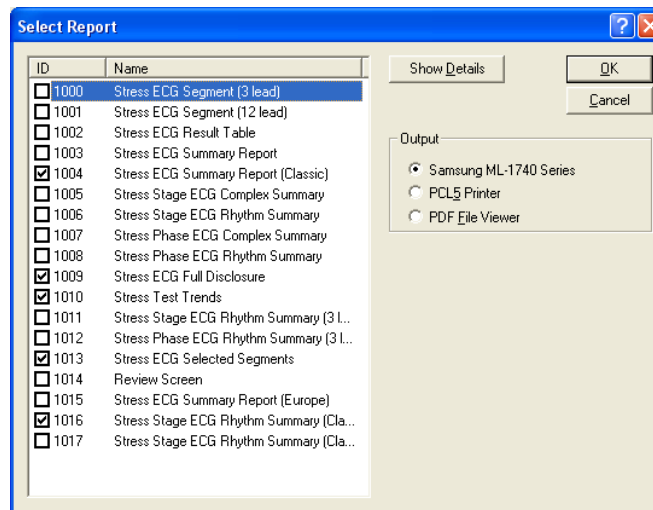 Select Report
ID Name
1000 Stress ECG Segment (3 lead)
1001 Stress ECG Segment (12 lead)
1002 Stress ECG Result Table
1003 Stress ECG Summary Report
1004 Stress ECG Summary Report (Classic)
1005 Stress Stage ECG Complex Summary
1006 Stress Stage ECG Rhythm Summary
1007 Stress Phase ECG Complex Summary
1008 Stress Phase ECG Rhythm Summary
1009 Stress ECG Full Disclosure
1010 Stress Test Trends
1011 Stress Stage ECG Rhythm Summary (3 l...
1012 Stress Phase ECG Rhythm Summary (3 l...
1013 Stress ECG Selected Segments
1014 Review Screen
1015 Stress ECG Summary Report (Europe)
1016 Stress Stage ECG Rhythm Summary (Cla...
1017 Stress Stage ECG Rhythm Summary (Cla...
Show Details
OK
Cancel
Output
Samsung ML-1740 Series
PCL5 Printer
PDF File Viewer